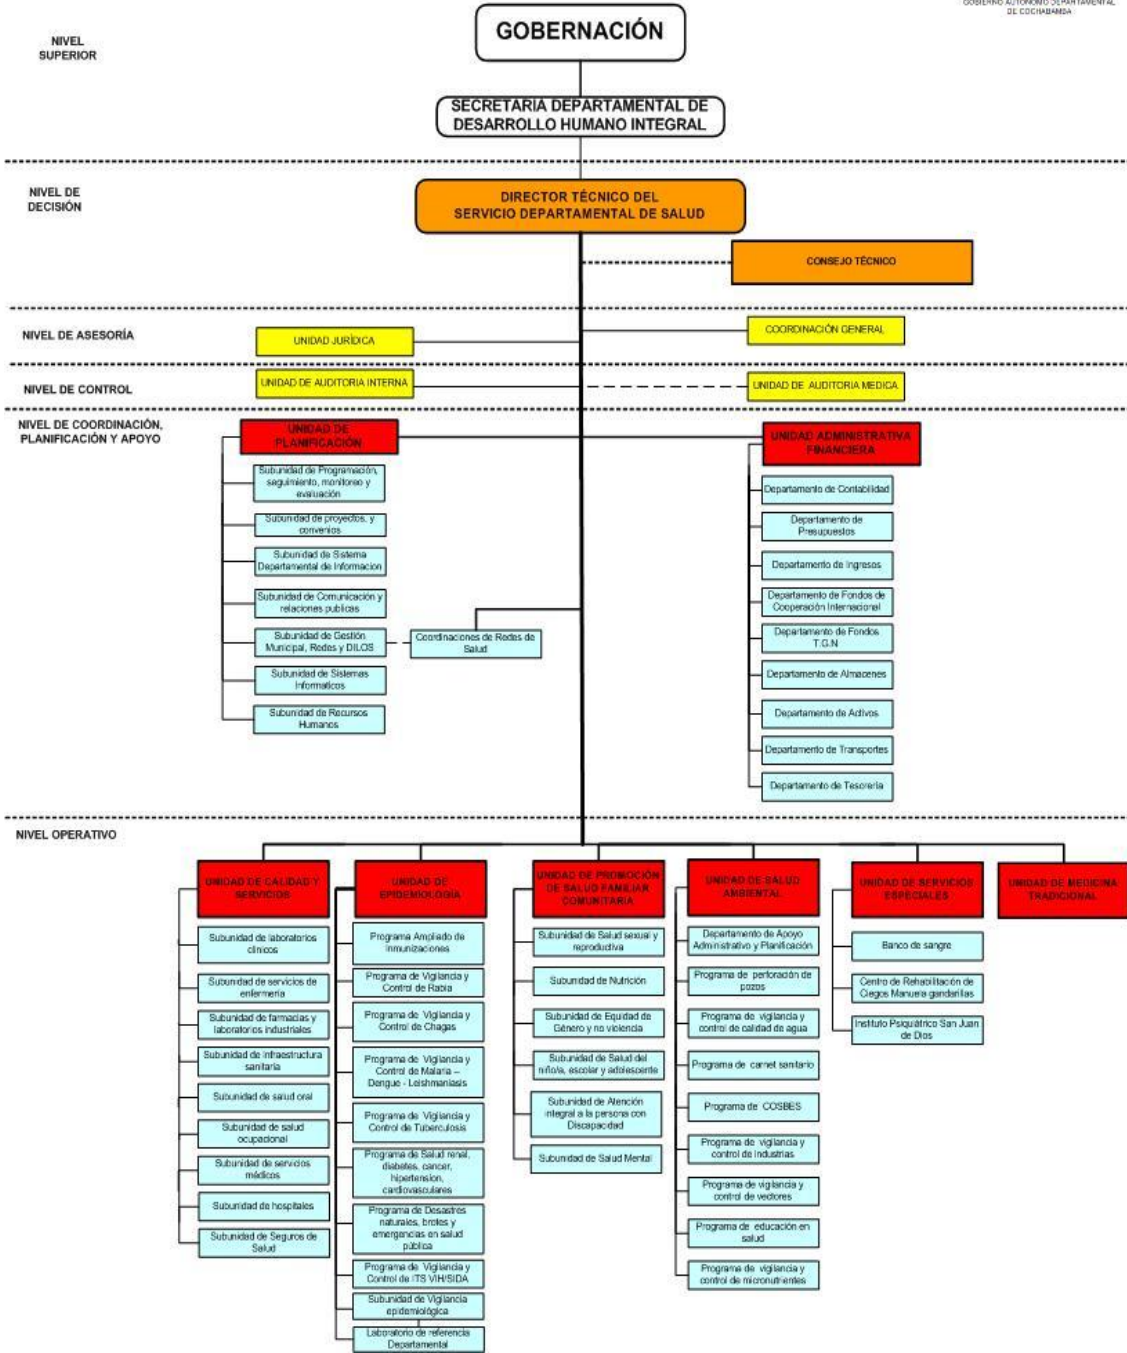 GOBIERNO AUTÓNOMO DEPARTAMENTAL
DE COCHABAMBA
NIVEL
SUPERIOR
GOBERNACIÓN
SECRETARIA DEPARTAMENTAL DE
DESARROLLO HUMANO INTEGRAL
NIVEL DE
DECISIÓN
DIRECTOR TÉCNICO DEL
SERVICIO DEPARTAMENTAL DE SALUD
CONSEJO TÉCNICO
NIVEL DE ASESORÍA
UNIDAD JURÍDICA
COORDINACIÓN GENERAL
NIVEL DE CONTROL
UNIDAD DE AUDITORIA INTERNA
UNIDAD DE AUDITORIA MEDICA
NIVEL DE COORDINACIÓN,
PLANIFICACIÓN Y APOYO
UNIDAD DE
PLANIFICACIÓN
Subunidad de Programación,
seguimiento, monitoreo y
evaluación
Subunidad de proyectos, y
convenios
Subunidad de Sistema
Departamental de Informacion
Subunidad de Comunicación y
relaciones publicas
Subunidad de Gestión
Municipal, Redes y DILOS
Coordinaciones de Redes de
Salud
Subunidad de Sistemas
Informaticos
Subunidad de Recursos
Humanos
UNIDAD ADMINISTRATIVA
FINANCIERA
Departamento de Contabilidad
Departamento de
Presupuestos
Departamento de Ingresos
Departamento de Fondos de
Cooperación Internacional
Departamento de Fondos
T.G.N
Departamento de Almacenes
Departamento de Activos
Departamento de Transportes
Departamento de Tesoreria
NIVEL OPERATIVO
UNIDAD DE CALIDAD Y
SERVICIOS
Subunidad de laboratorios
clínicos
Subunidad de servicios de
enfermería
Subunidad de farmacias y
laboratorios industriales
Subunidad de infraestructura
sanitaria
Subunidad de salud oral
Subunidad de salud
ocupacional
Subunidad de servicios
médicos
Subunidad de hospitales
Subunidad de Seguros de
Salud
UNIDAD DE
EPIDEMIOLOGÍA
Programa Ampliado de
Inmunizaciones
Programa de Vigilancia y
Control de Rabia
Programa de Vigilancia y
Control de Chagas
Programa de Vigilancia y
Control de Malaria –
Dengue - Leishmaniasis
Programa de Vigilancia y
Control de Tuberculosis
Programa de Salud renal,
diabetes, cancer,
hipertension,
cardiovasculares
Programa de Desastres
naturales, brotes y
emergencias en salud
pública
Programa de Vigilancia y
Control de ITS VIH/SIDA
Subunidad de Vigilancia
epidemiológica
Laboratorio de referencia
Departamental
UNIDAD DE PROMOCIÓN
DE SALUD FAMILIAR
COMUNITARIA
Subunidad de Salud sexual y
reproductiva
Subunidad de Nutrición
Subunidad de Equidad de
Género y no violencia
Subunidad de Salud del
niño/a, escolar y adolescente
Subunidad de Atención
integral a la persona con
Discapacidad
Subunidad de Salud Mental
UNIDAD DE SALUD
AMBIENTAL
Departamento de Apoyo
Administrativo y Planificación
Programa de perforación de
pozos
Programa de vigilancia y
control de calidad de agua
Programa de carnet sanitario
Programa de COSBES
Programa de vigilancia y
control de industrias
Programa de vigilancia y
control de vectores
Programa de educación en
salud
Programa de vigilancia y
control de micronutrientes
UNIDAD DE SERVICIOS
ESPECIALES
Banco de sangre
Centro de Rehabilitación de
Ciegos Manuela gandarillas
Instituto Psiquiátrico San Juan
de Dios
UNIDAD DE MEDICINA
TRADICIONAL